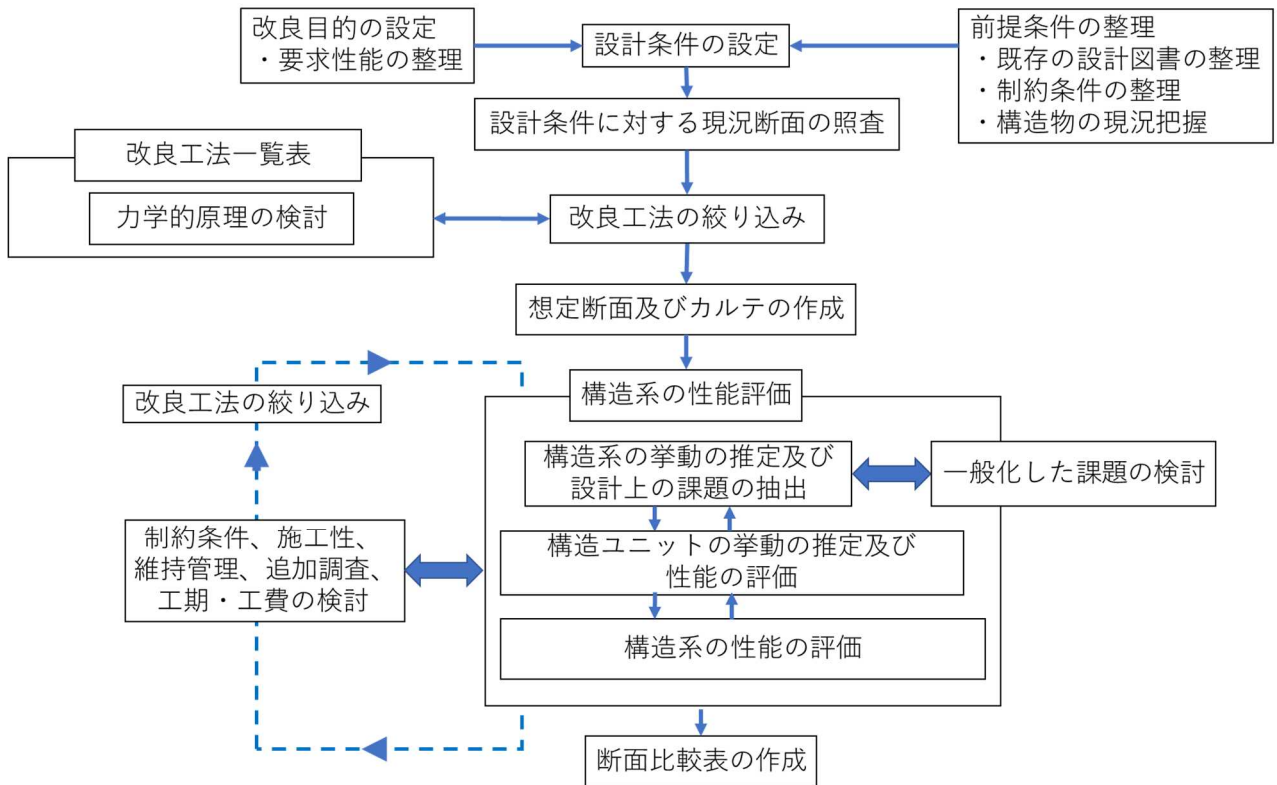 改良目的の設定
・要求性能の整理
設計条件の設定
前提条件の整理
・既存の設計図書の整理
・制約条件の整理
・構造物の現況把握
設計条件に対する現況断面の照査
改良工法一覧表
力学的原理の検討
改良工法の絞り込み
想定断面及びカルテの作成
構造系の性能評価
改良工法の絞り込み
構造系の挙動の推定及び
設計上の課題の抽出
一般化した課題の検討
制約条件、施工性、
維持管理、追加調査、
工期・工費の検討
構造ユニットの挙動の推定及び
性能の評価
構造系の性能の評価
断面比較表の作成